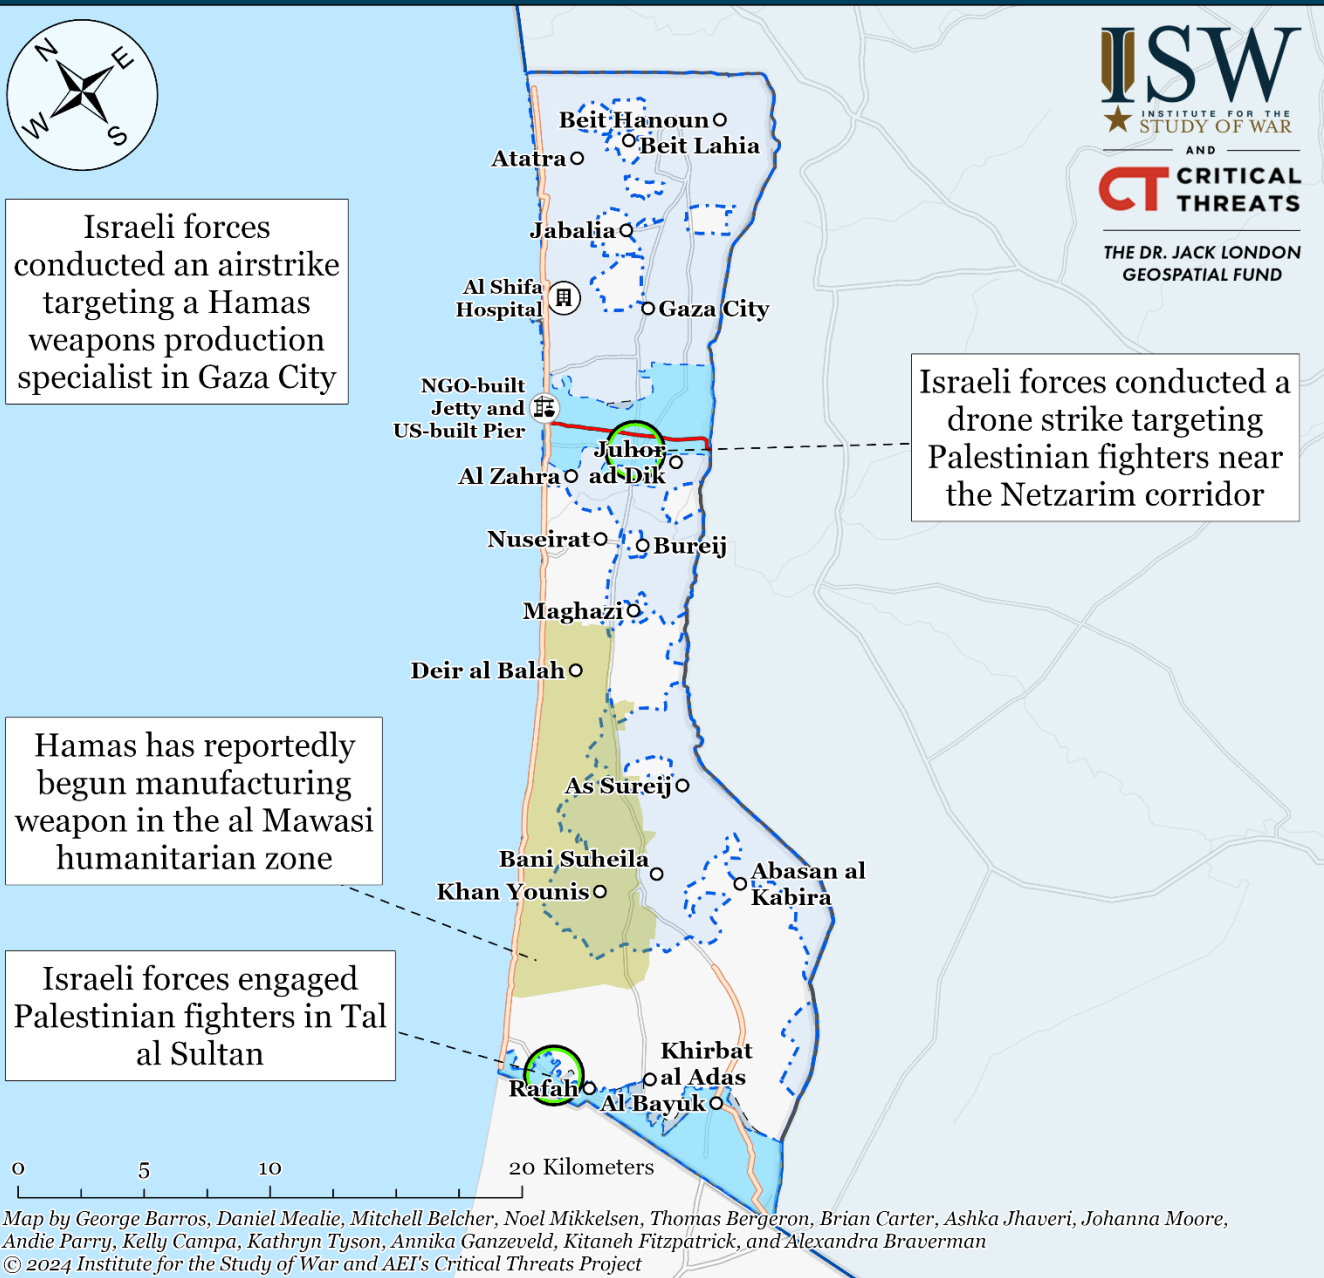 N
E
W
S
ISW
INSTITUTE FOR THE
STUDY OF WAR
AND
CT CRITICAL
THREATS
THE DR. JACK LONDON
GEOSPATIAL FUND
Israeli forces
conducted an airstrike
targeting a Hamas
weapons production
specialist in Gaza City
Beit Hanoun
Beit Lahia
Atatra
Jabalia
Al Shifa
Hospital
Gaza City
NGO-built
Jetty and
US-built Pier
Israeli forces conducted a
drone strike targeting
Palestinian fighters near
the Netzarim corridor
Juhor
ad Dik
Al Zahra
Nuseirat
Bureij
Maghazi
Deir al Balah
Hamas has reportedly
begun manufacturing
weapon in the al Mawasi
humanitarian zone
As Sureij
Bani Suheila
Khan Younis
Abasan al
Kabira
Israeli forces engaged
Palestinian fighters in Tal
al Sultan
Khirbat
al Adas
Rafah
Al Bayuk
0 5 10 20 Kilometers
Map by George Barros, Daniel Mealie, Mitchell Belcher, Noel Mikkelsen, Thomas Bergeron, Brian Carter, Ashka Jhaveri, Johanna Moore,
Andie Parry, Kelly Campa, Kathryn Tyson, Annika Ganzeveld, Kitaneh Fitzpatrick, and Alexandra Braverman
© 2024 Institute for the Study of War and AEI's Critical Threats Project